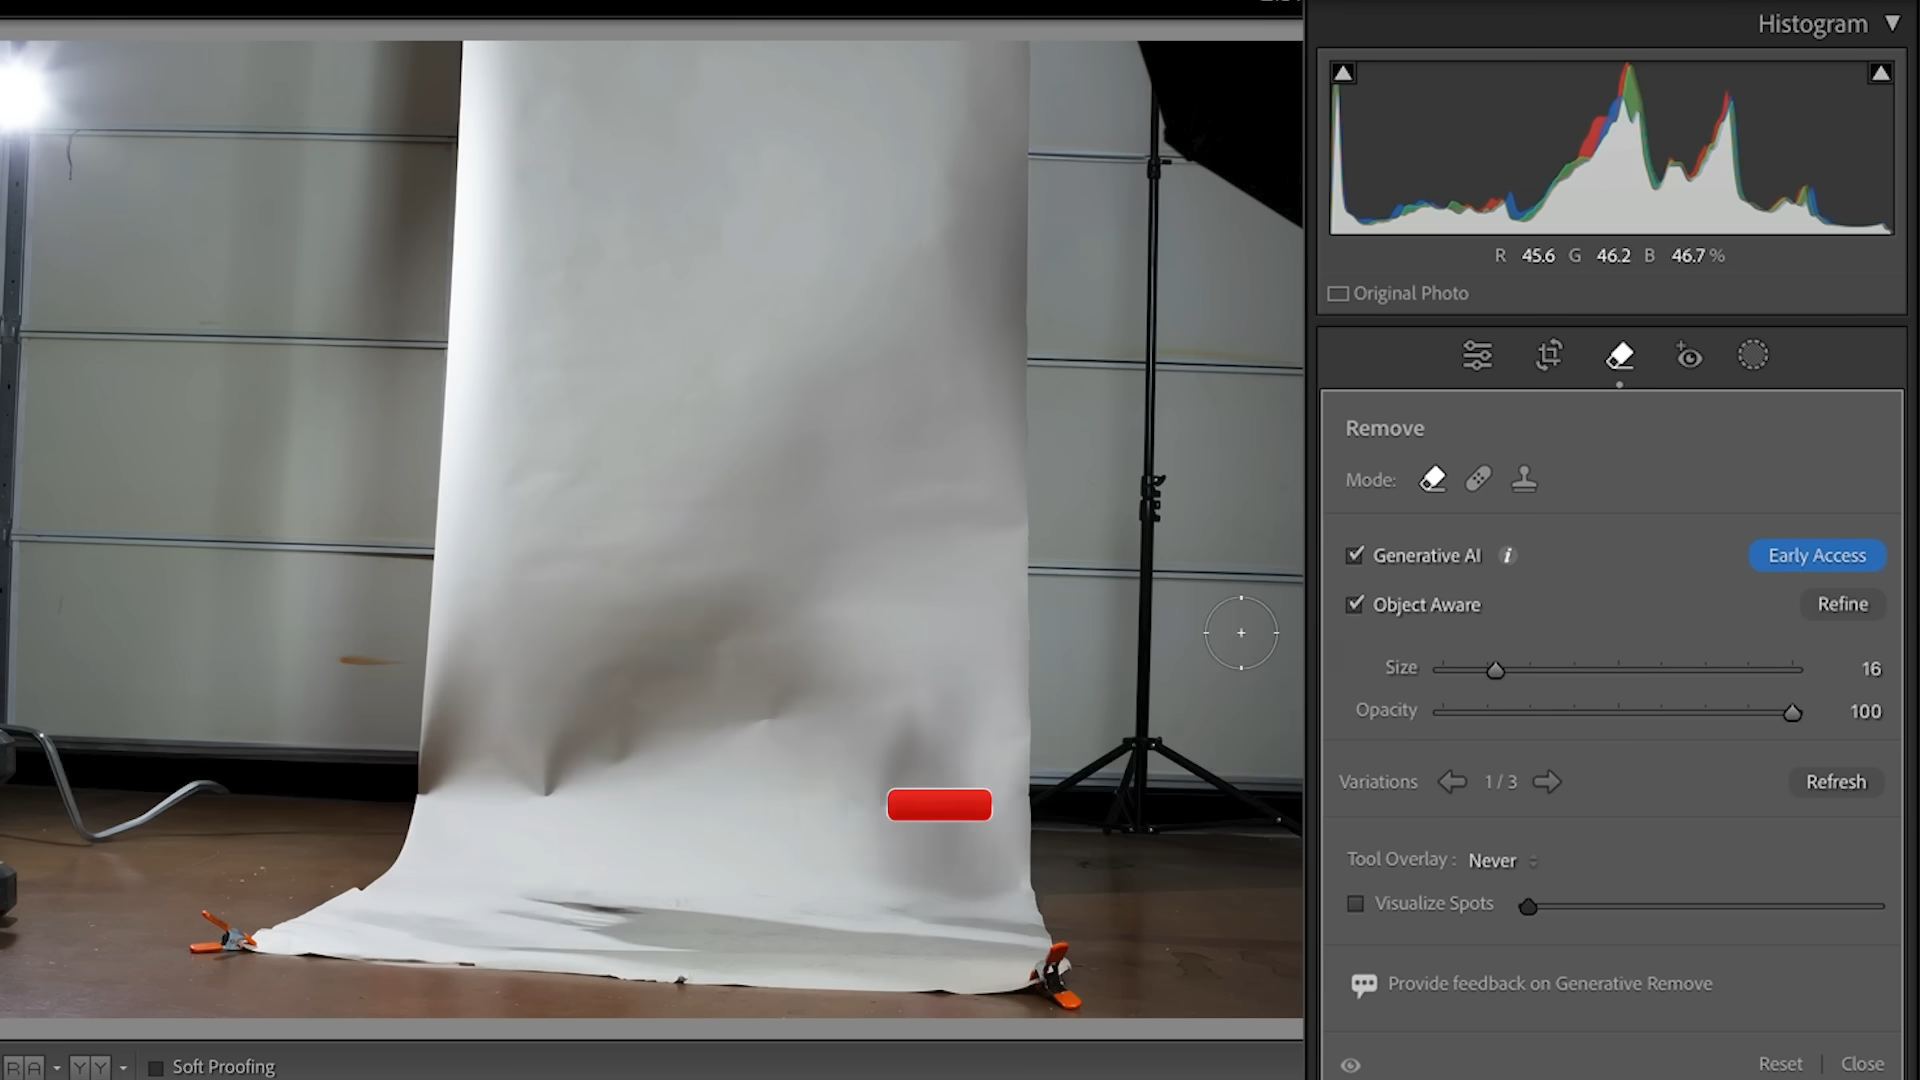 Histogram
R 45.6 G 46.2 B 46.7 %
Original Photo
Remove
Mode:
Generative AI i Early Access
Object Aware Refine
Size 16
Opacity 100
Variations 1 / 3 Refresh
Tool Overlay : Never
Visualize Spots
Provide feedback on Generative Remove
RA YY Soft Proofing
Reset Close